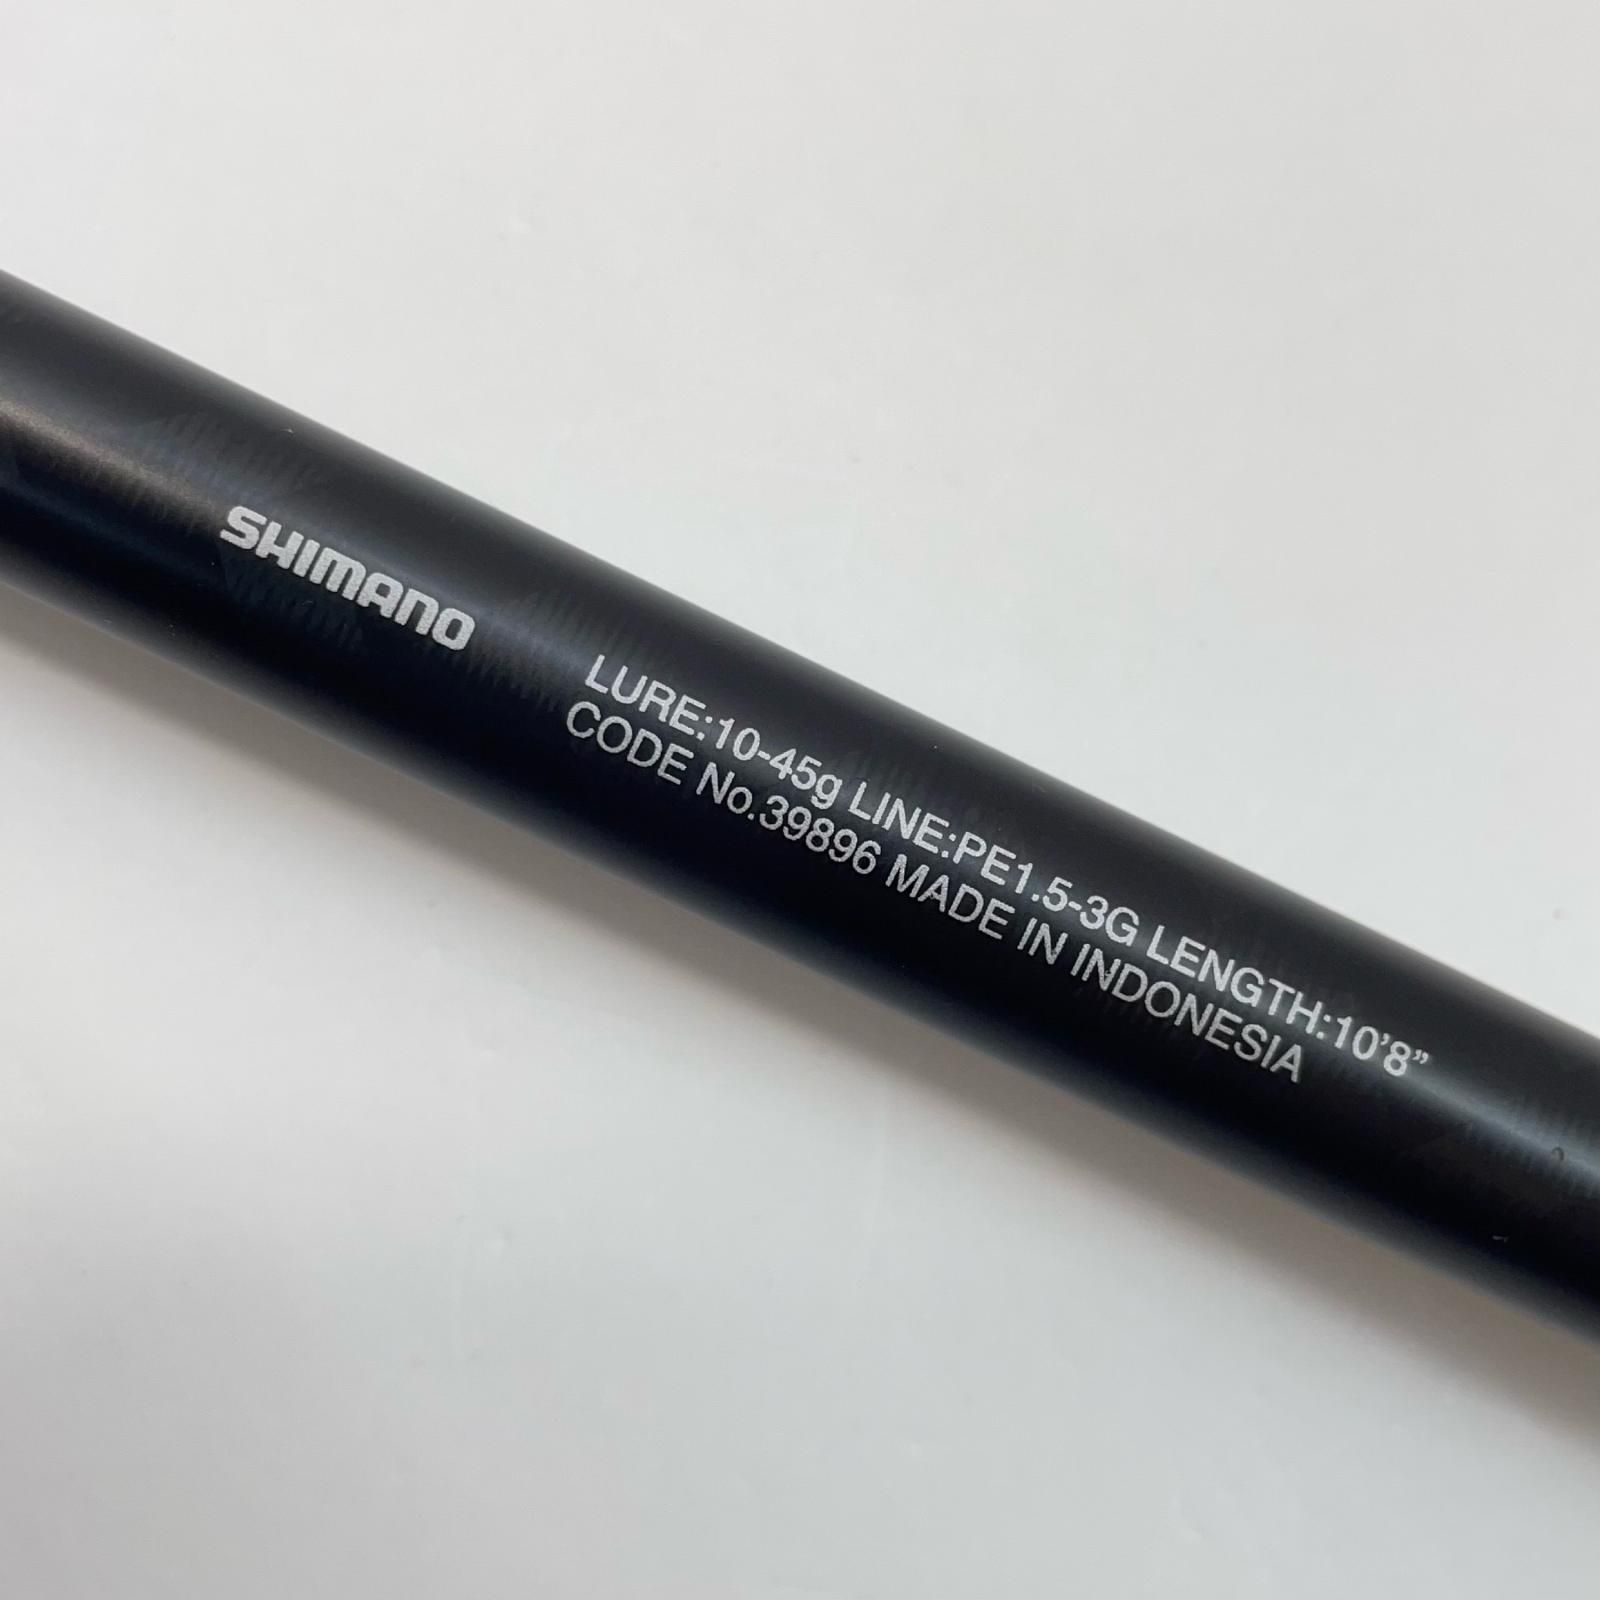 SHIMANO
LURE:10-45g LINE:PE1.5-3G LENGTH:10’8”
CODE No.39896 MADE IN INDONESIA